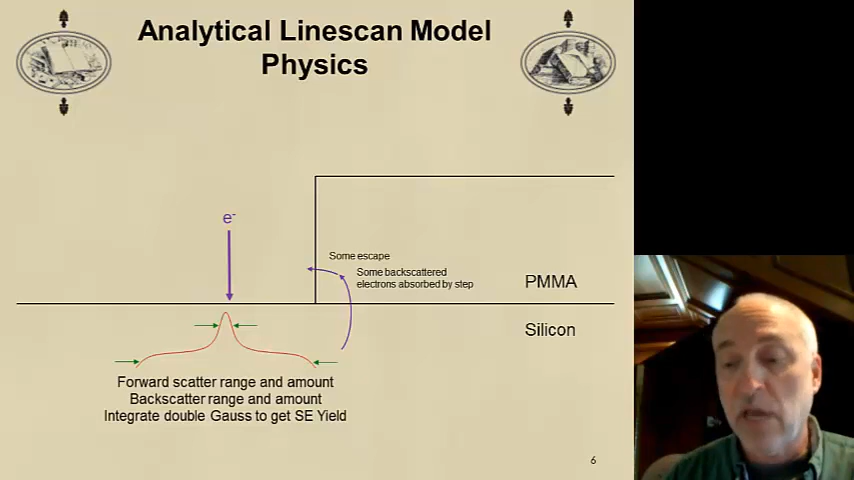 Analytical Linescan Model
Physics
e-
Some escape
Some backscattered
electrons absorbed by step
PMMA
Silicon
Forward scatter range and amount
Backscatter range and amount
Integrate double Gauss to get SE Yield
6